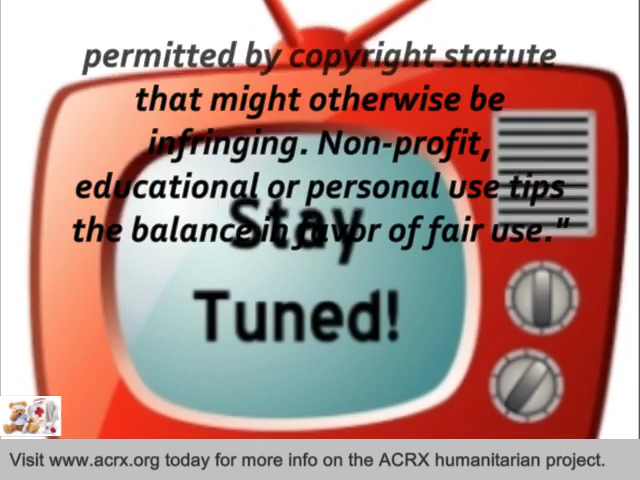 permitted by copyright statute
that might otherwise be
infringing. Non-profit,
educational or personal use tips
the balance in favor of fair use."
Stay
Tuned!
Visit www.acrx.org today for more info on the ACRX humanitarian project.